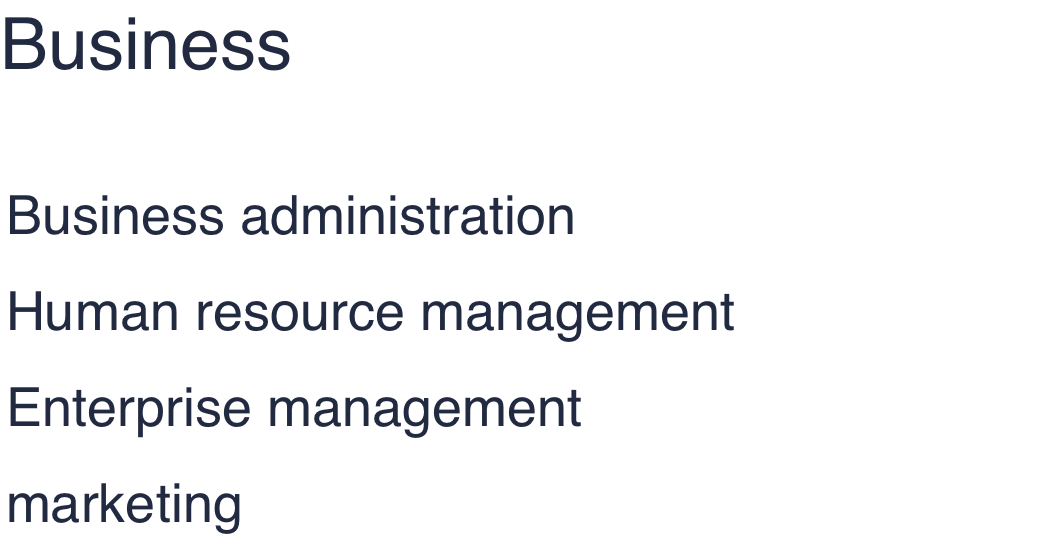 Business
Business administration
Human resource management
Enterprise management
marketing